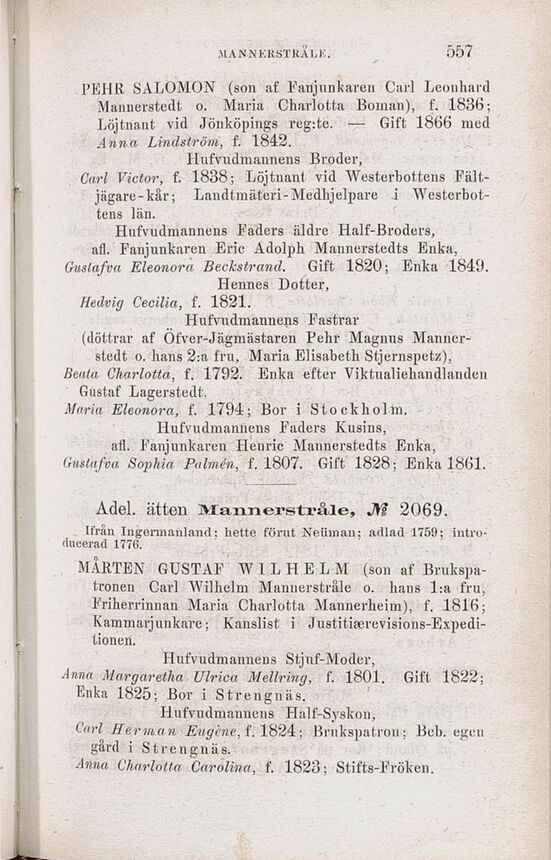 MANNERSTRÅLE. 557
PEHR SALOMON (son af Fanjunkaren Carl Leonhard
Mannerstedt o. Maria Charlotta Boman), f. 1836;
Löjtnant vid Jönköpings reg:te. — Gift 1866 med
Anna Lindström, f. 1842.
Hufvudmannens Broder,
Carl Victor, f. 1838; Löjtnant vid Westerbottens Fält-
jägare-kår; Landtmäteri-Medhjelpare i Westerbot-
tens län.
Hufvudmannens Faders äldre Half-Broders,
afl. Fanjunkaren Eric Adolph Mannerstedts Enka,
Gustafva Eleonora Beckstrand. Gift 1820; Enka 1849.
Hennes Dotter,
Hedvig Cecilia, f. 1821.
Hufvudmannens Fastrar
(döttrar af Öfver-Jägmästaren Pehr Magnus Manner-
stedt o. hans 2:a fru, Maria Elisabeth Stjernspetz),
Beata Charlotta, f. 1792. Enka efter Viktualiehandlanden
Gustaf Lagerstedt.
Maria Eleonora, f. 1794; Bor i Stockholm.
Hufvudmannens Faders Kusins,
afl. Fanjunkaren Henric Mannerstedts Enka,
Gustafva Sophia Palmén, f. 1807. Gift 1828; Enka 1861.
Adel. ätten Mannerstråle, № 2069.
Ifrån Ingermanland; hette förut Neüman; adlad 1759; intro-
ducerad 1776.
MÅRTEN GUSTAF WILHELM (son af Brukspa-
tronen Carl Wilhelm Mannerstråle o. hans 1:a fru,
Friherrinnan Maria Charlotta Mannerheim), f. 1816;
Kammarjunkare; Kanslist i Justitiærevisions-Expedi-
tionen.
Hufvudmannens Stjuf-Moder,
Anna Margaretha Ulrica Mellring, f. 1801. Gift 1822;
Enka 1825; Bor i Strengnäs.
Hufvudmannens Half-Syskon,
Carl Herman Eugène, f. 1824; Brukspatron; Beb. egen
gård i Strengnäs.
Anna Charlotta Carolina, f. 1823; Stifts-Fröken.